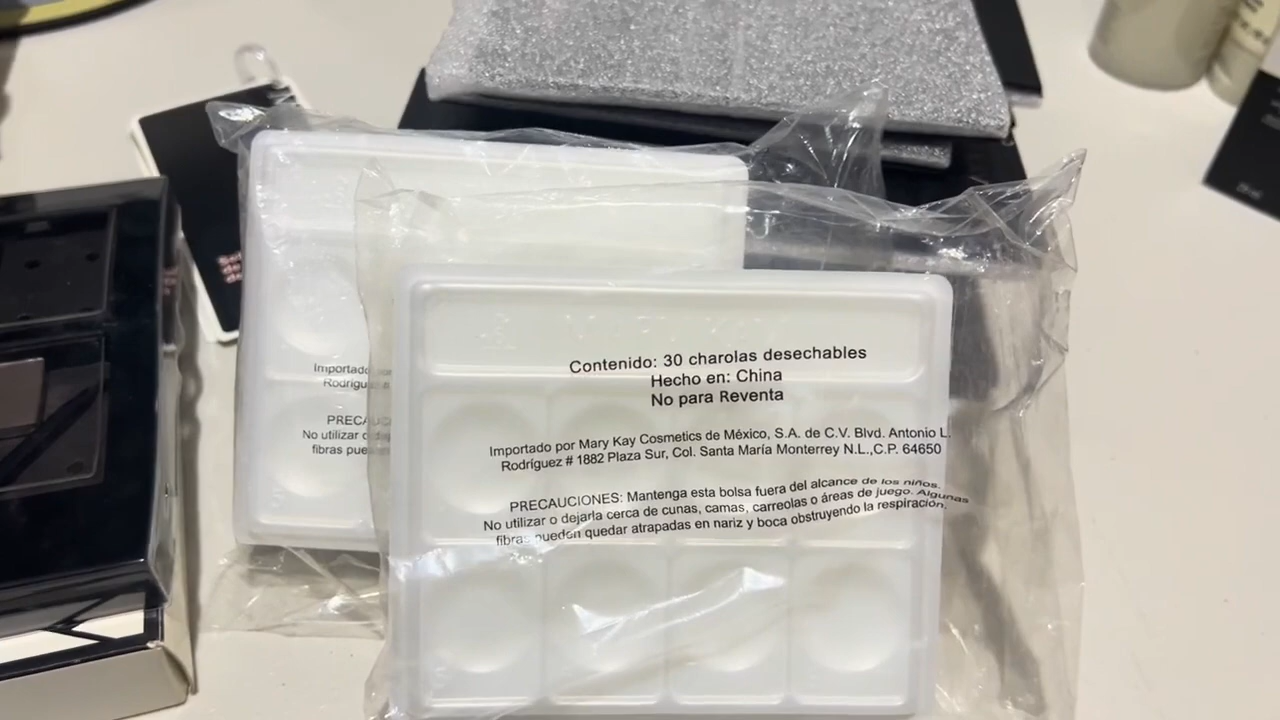 Contenido: 30 charolas desechables
Hecho en: China
No para Reventa
Importado por Mary Kay Cosmetics de México, S.A. de C.V. Blvd. Antonio L.
Rodríguez # 1882 Plaza Sur, Col. Santa María Monterrey N.L.,C.P. 64650
PRECAUCIONES: Mantenga esta bolsa fuera del alcance de los niños.
No utilizar o dejarla cerca de cunas, camas, carreolas o áreas de juego. Algunas
fibras pueden quedar atrapadas en nariz y boca obstruyendo la respiración.
Importado
No utilizar
fibras